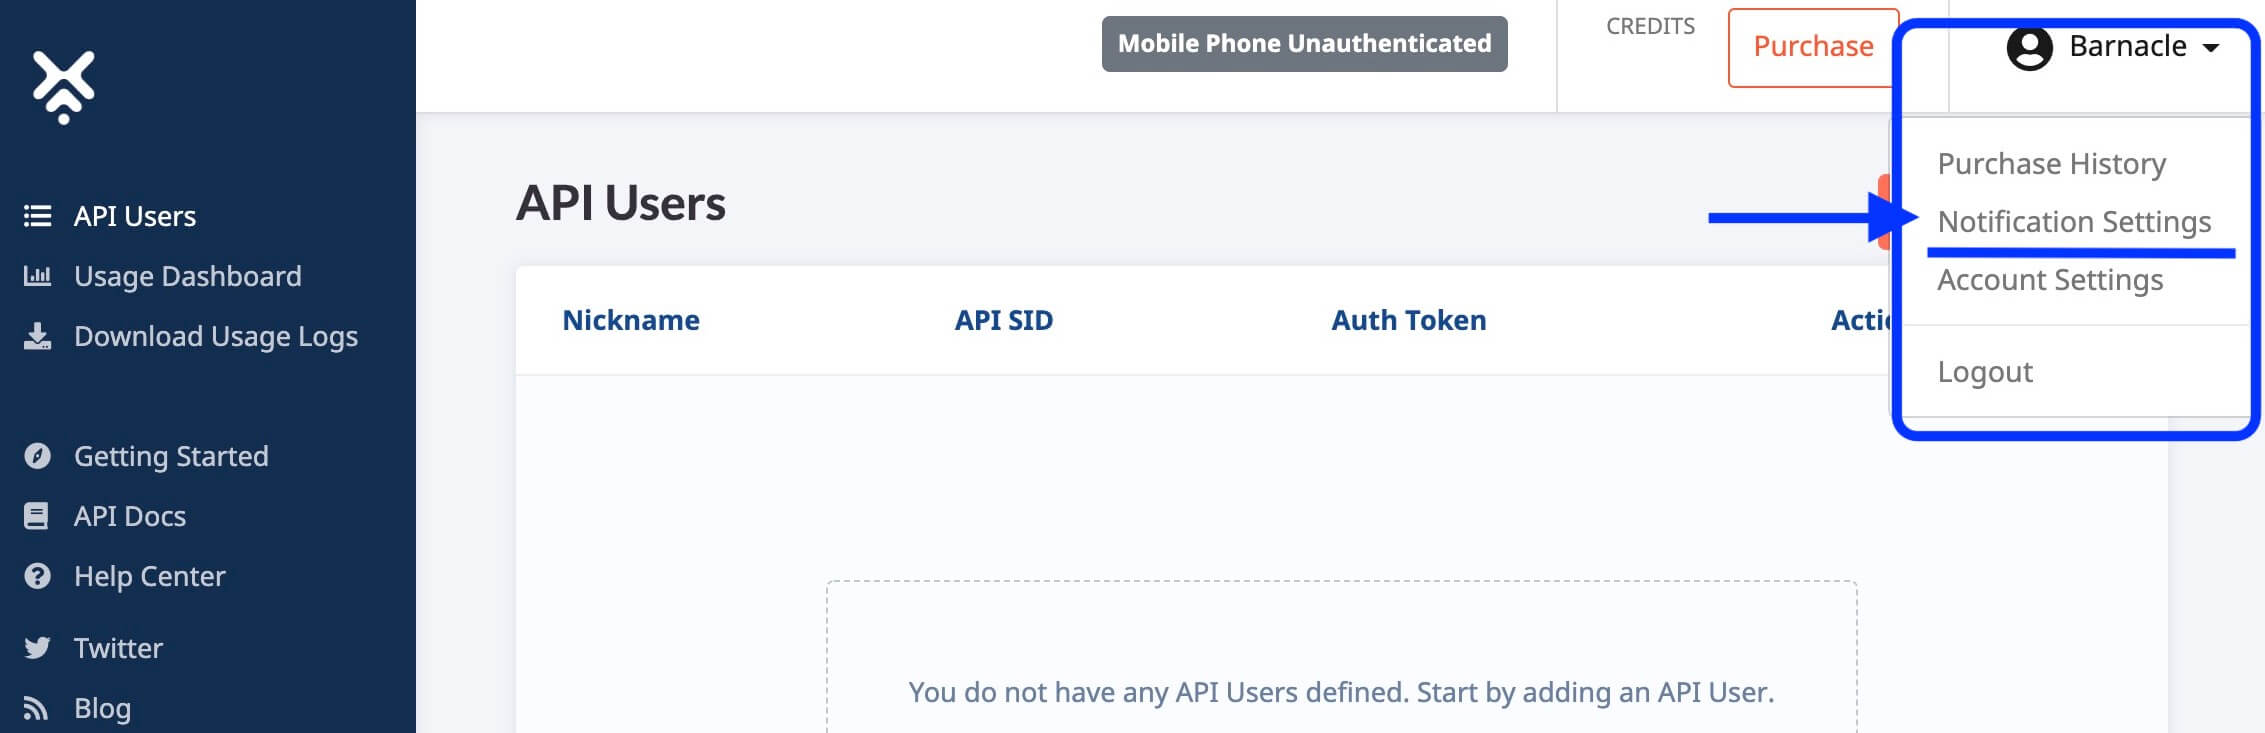 Mobile Phone Unauthenticated
CREDITS
Purchase
Barnacle
Purchase History
Notification Settings
Account Settings
Logout
API Users
Usage Dashboard
Download Usage Logs
Getting Started
API Docs
Help Center
Twitter
Blog
API Users
Nickname API SID Auth Token
You do not have any API Users defined. Start by adding an API User.